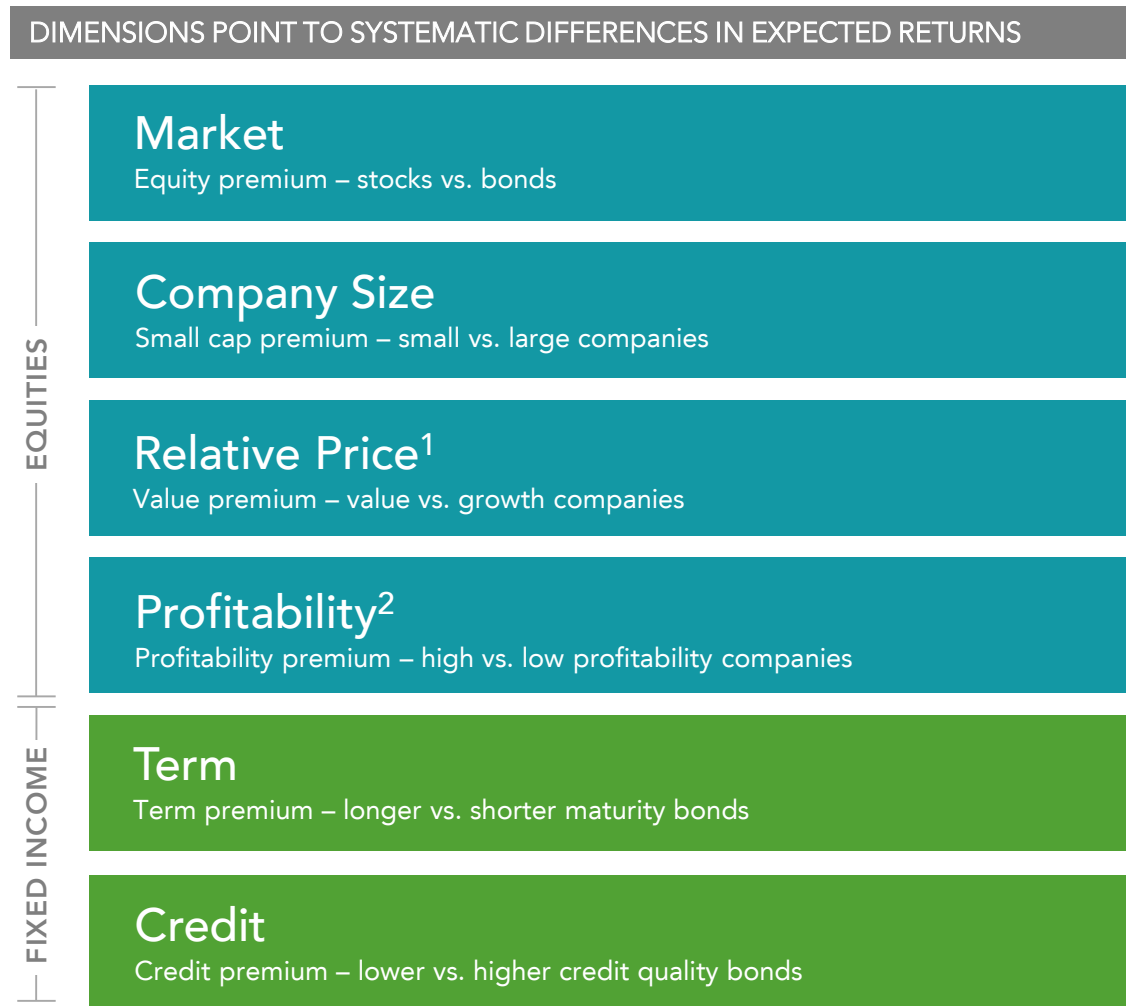 DIMENSIONS POINT TO SYSTEMATIC DIFFERENCES IN EXPECTED RETURNS
EQUITIES
Market
Equity premium – stocks vs. bonds
Company Size
Small cap premium – small vs. large companies
Relative Price¹
Value premium – value vs. growth companies
Profitability²
Profitability premium – high vs. low profitability companies
FIXED INCOME
Term
Term premium – longer vs. shorter maturity bonds
Credit
Credit premium – lower vs. higher credit quality bonds